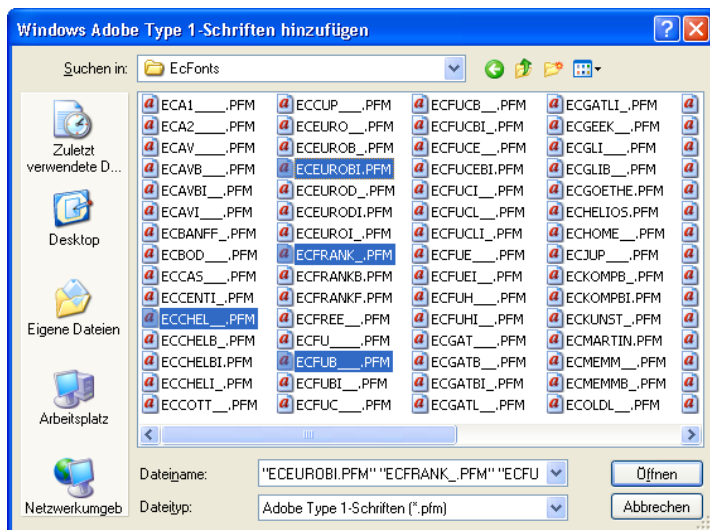 Windows Adobe Type 1-Schriften hinzufügen
Suchen in: EcFonts
Zuletzt
verwendete D...
Desktop
Eigene Dateien
Arbeitsplatz
Netzwerkumgeb
ECA1____.PFM ECCUP___.PFM ECFUCB__.PFM ECGATLI_.PFM
ECA2____.PFM ECEURO__.PFM ECFUCBI_.PFM ECGEEK__.PFM
ECAV____.PFM ECEUROB_.PFM ECFUCE__.PFM ECGLI___.PFM
ECAVB___.PFM ECEUROBI.PFM ECFUCEBI.PFM ECGLIB__.PFM
ECAVBI__.PFM ECEUROD_.PFM ECFUCI__.PFM ECGOETHE.PFM
ECAVI___.PFM ECEURODI.PFM ECFUCL__.PFM ECHELIOS.PFM
ECBANFF_.PFM ECEUROI_.PFM ECFUCLI_.PFM ECHOME__.PFM
ECBOD___.PFM ECFRANK_.PFM ECFUE___.PFM ECJUP___.PFM
ECCAS___.PFM ECFRANKB.PFM ECFUEI__.PFM ECKOMPB_.PFM
ECCENTI_.PFM ECFRANKF.PFM ECFUH___.PFM ECKOMPBI.PFM
ECCHEL__.PFM ECFREE__.PFM ECFUHI__.PFM ECKUNST_.PFM
ECCHELB_.PFM ECFU____.PFM ECGAT___.PFM ECMARTIN.PFM
ECCHELBI.PFM ECFUB___.PFM ECGATB__.PFM ECMEMM__.PFM
ECCHELI_.PFM ECFUBI__.PFM ECGATBI_.PFM ECMEMMB_.PFM
ECCOTT__.PFM ECFUC___.PFM ECGATL__.PFM ECOLDL__.PFM
Dateiname: "ECEUROBI.PFM" "ECFRANK_.PFM" "ECFU Öffnen
Dateityp: Adobe Type 1-Schriften (*.pfm) Abbrechen